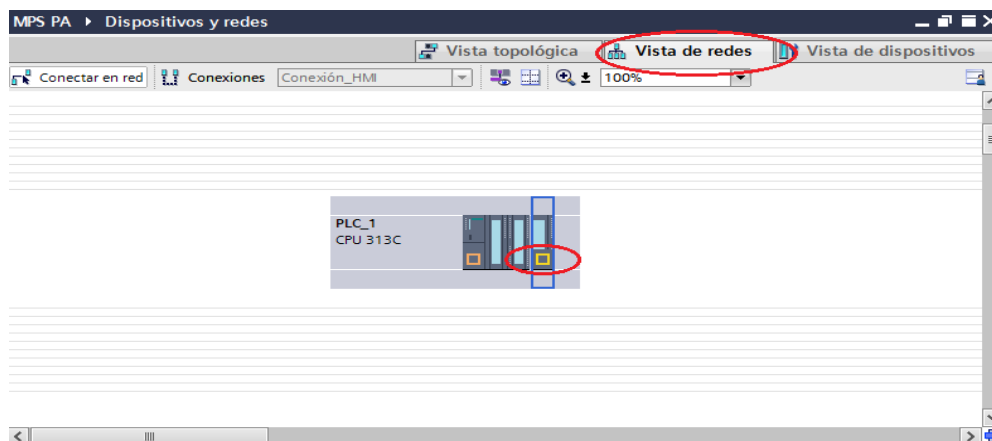 MPS PA ▸ Dispositivos y redes
Vista topológica Vista de redes Vista de dispositivos
Conectar en red Conexiones Conexión_HMI 100%
PLC_1
CPU 313C